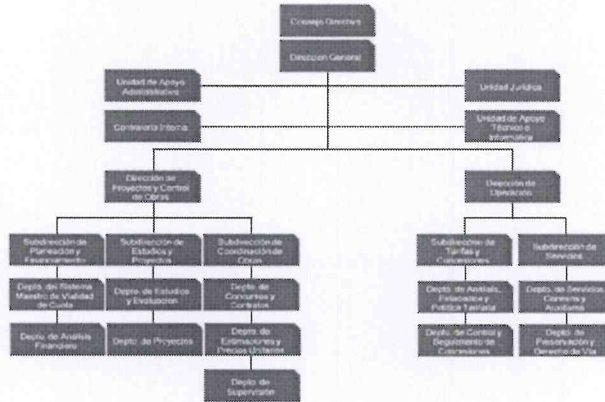 Consejo Directivo
Dirección General
Unidad de Apoyo
Administrativo
Unidad Jurídica
Contraloría Interna
Unidad de Apoyo
Técnico e
Informática
Dirección de
Proyectos y Control
de Obras
Dirección de
Operación
Subdirección de
Planeación y
Financiamiento
Subdirección de
Estudios y
Proyectos
Subdirección de
Coordinación de
Obras
Subdirección de
Tarifas y
Concesiones
Subdirección de
Servicios
Depto. del Sistema
Maestro de Vialidad
de Cuota
Depto. de Estudios
y Evaluación
Depto. de
Concursos y
Contratos
Depto. de Análisis,
Estadística y
Política Tarifaria
Depto. de Servicios
Conexos y
Auxiliares
Depto. de Análisis
Financiero
Depto. de Proyectos
Depto. de
Estimaciones y
Precios Unitarios
Depto. de Control y
Seguimiento de
Concesiones
Depto. de
Preservación y
Derecho de Vía
Depto. de
Supervisión